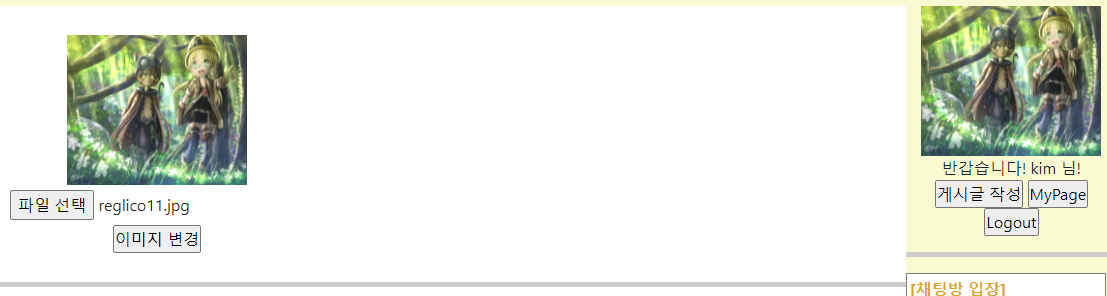 파일 선택 reglico11.jpg
이미지 변경
반갑습니다! kim 님!
게시글 작성 MyPage
Logout
[채팅방 입장]